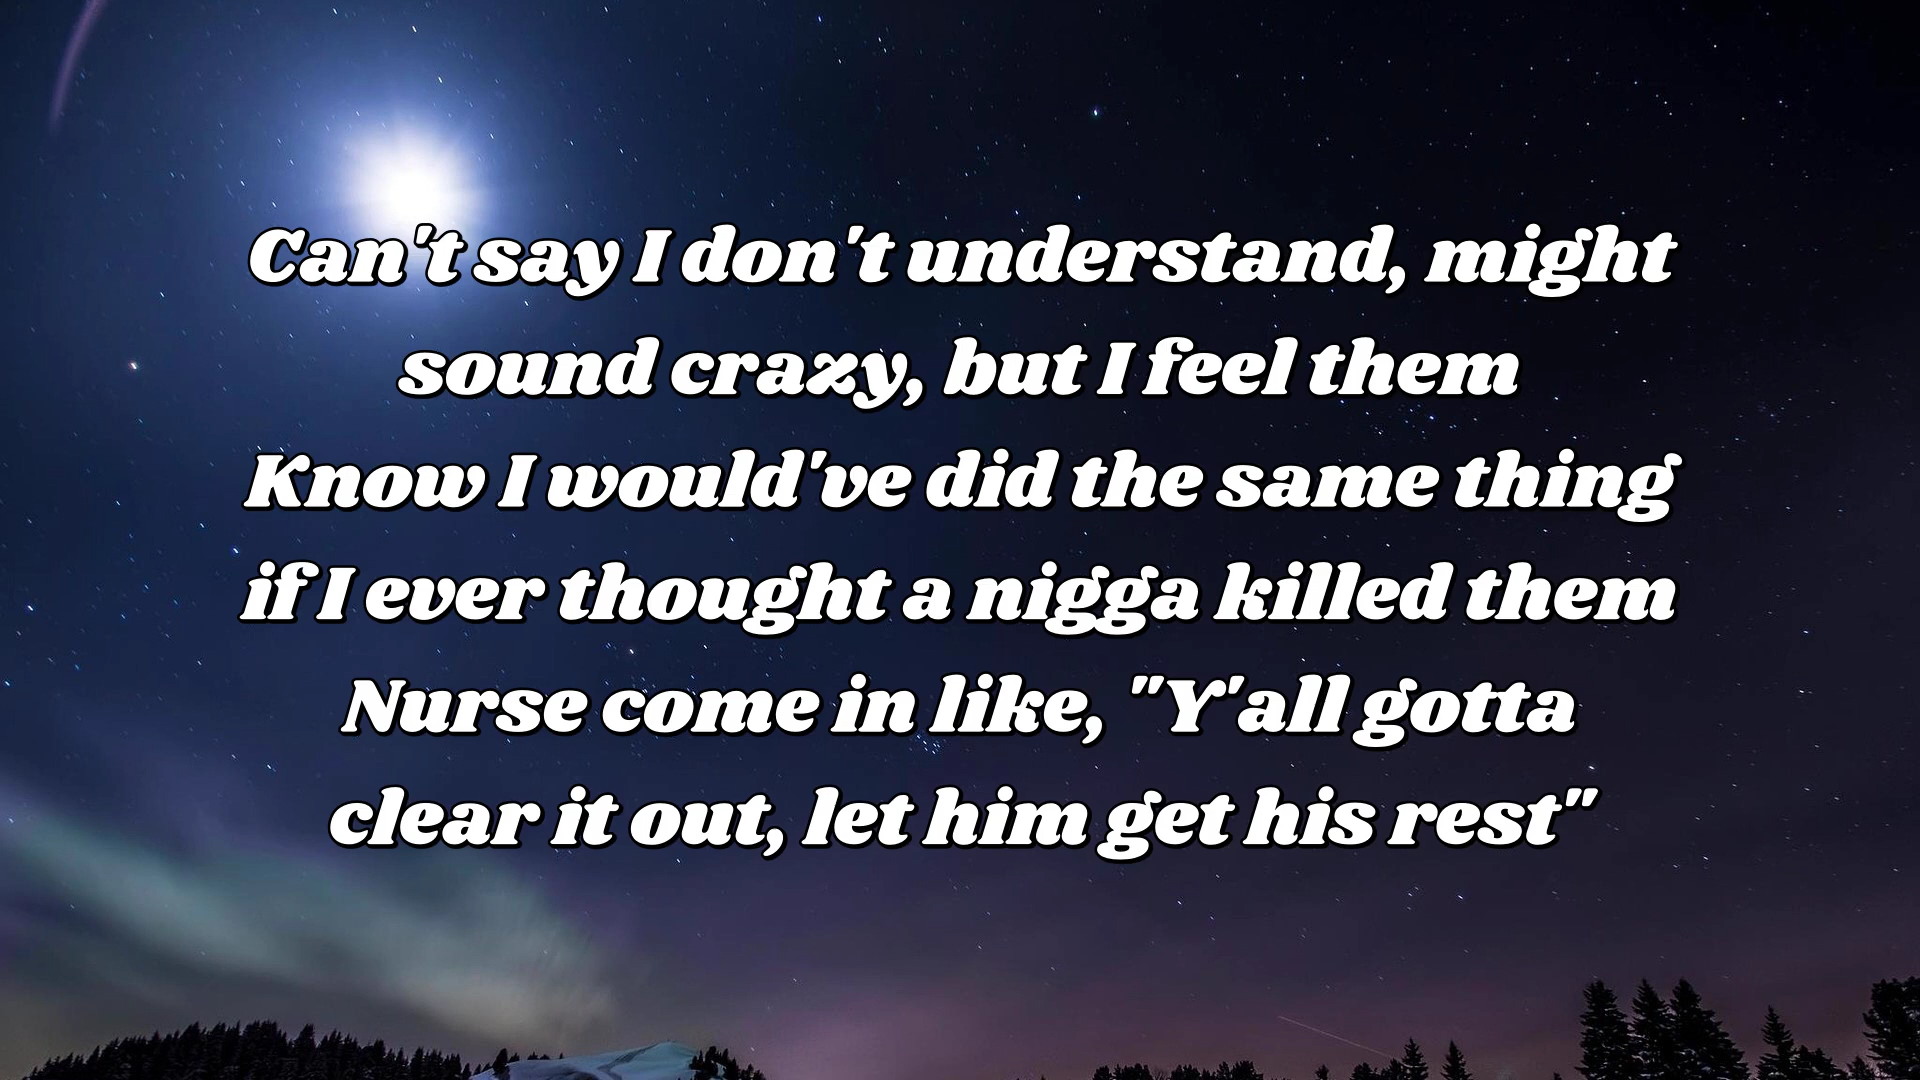 Can't say I don't understand, might
sound crazy, but I feel them
Know I would've did the same thing
if I ever thought a nigga killed them
Nurse come in like, "Y'all gotta
clear it out, let him get his rest"